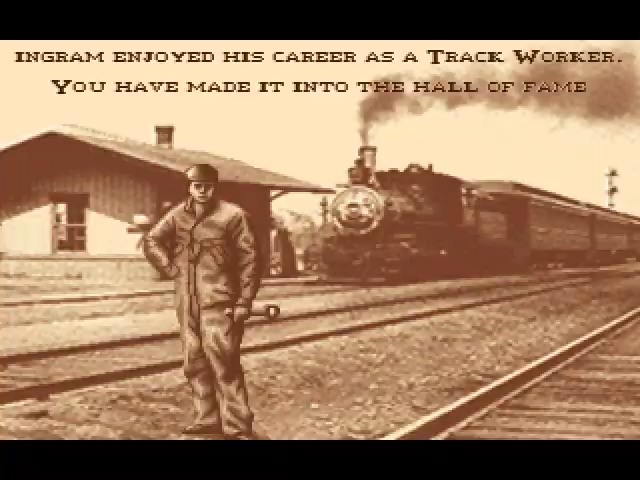 Ingram enjoyed his career as a Track Worker.
You have made it into the hall of fame